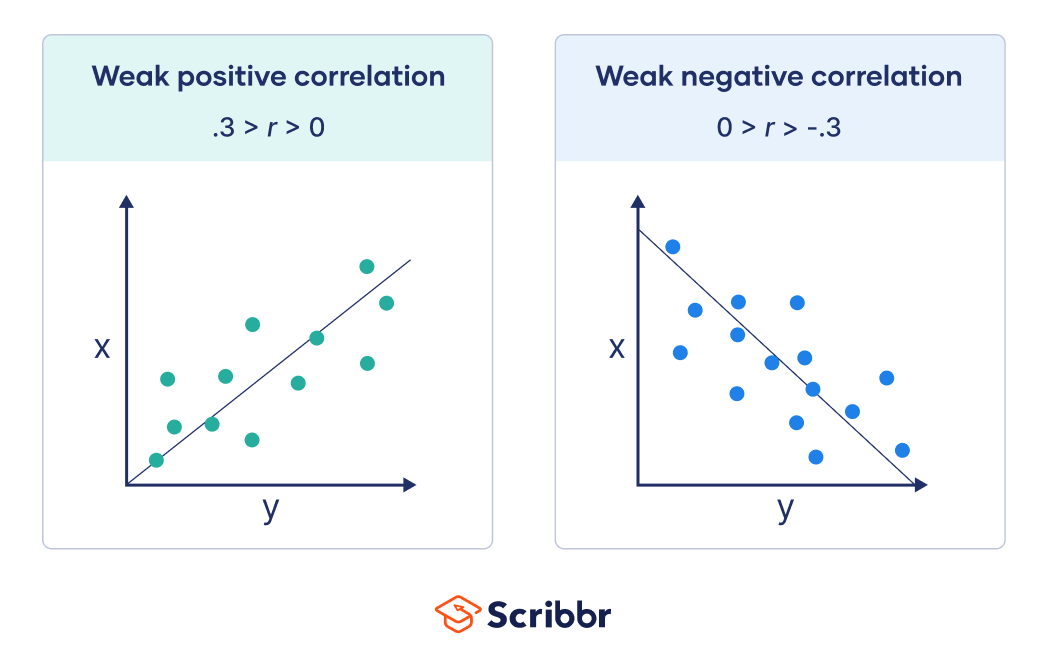 Weak positive correlation
.3 > r > 0
x
y
Weak negative correlation
0 > r > -.3
x
y
Scribbr